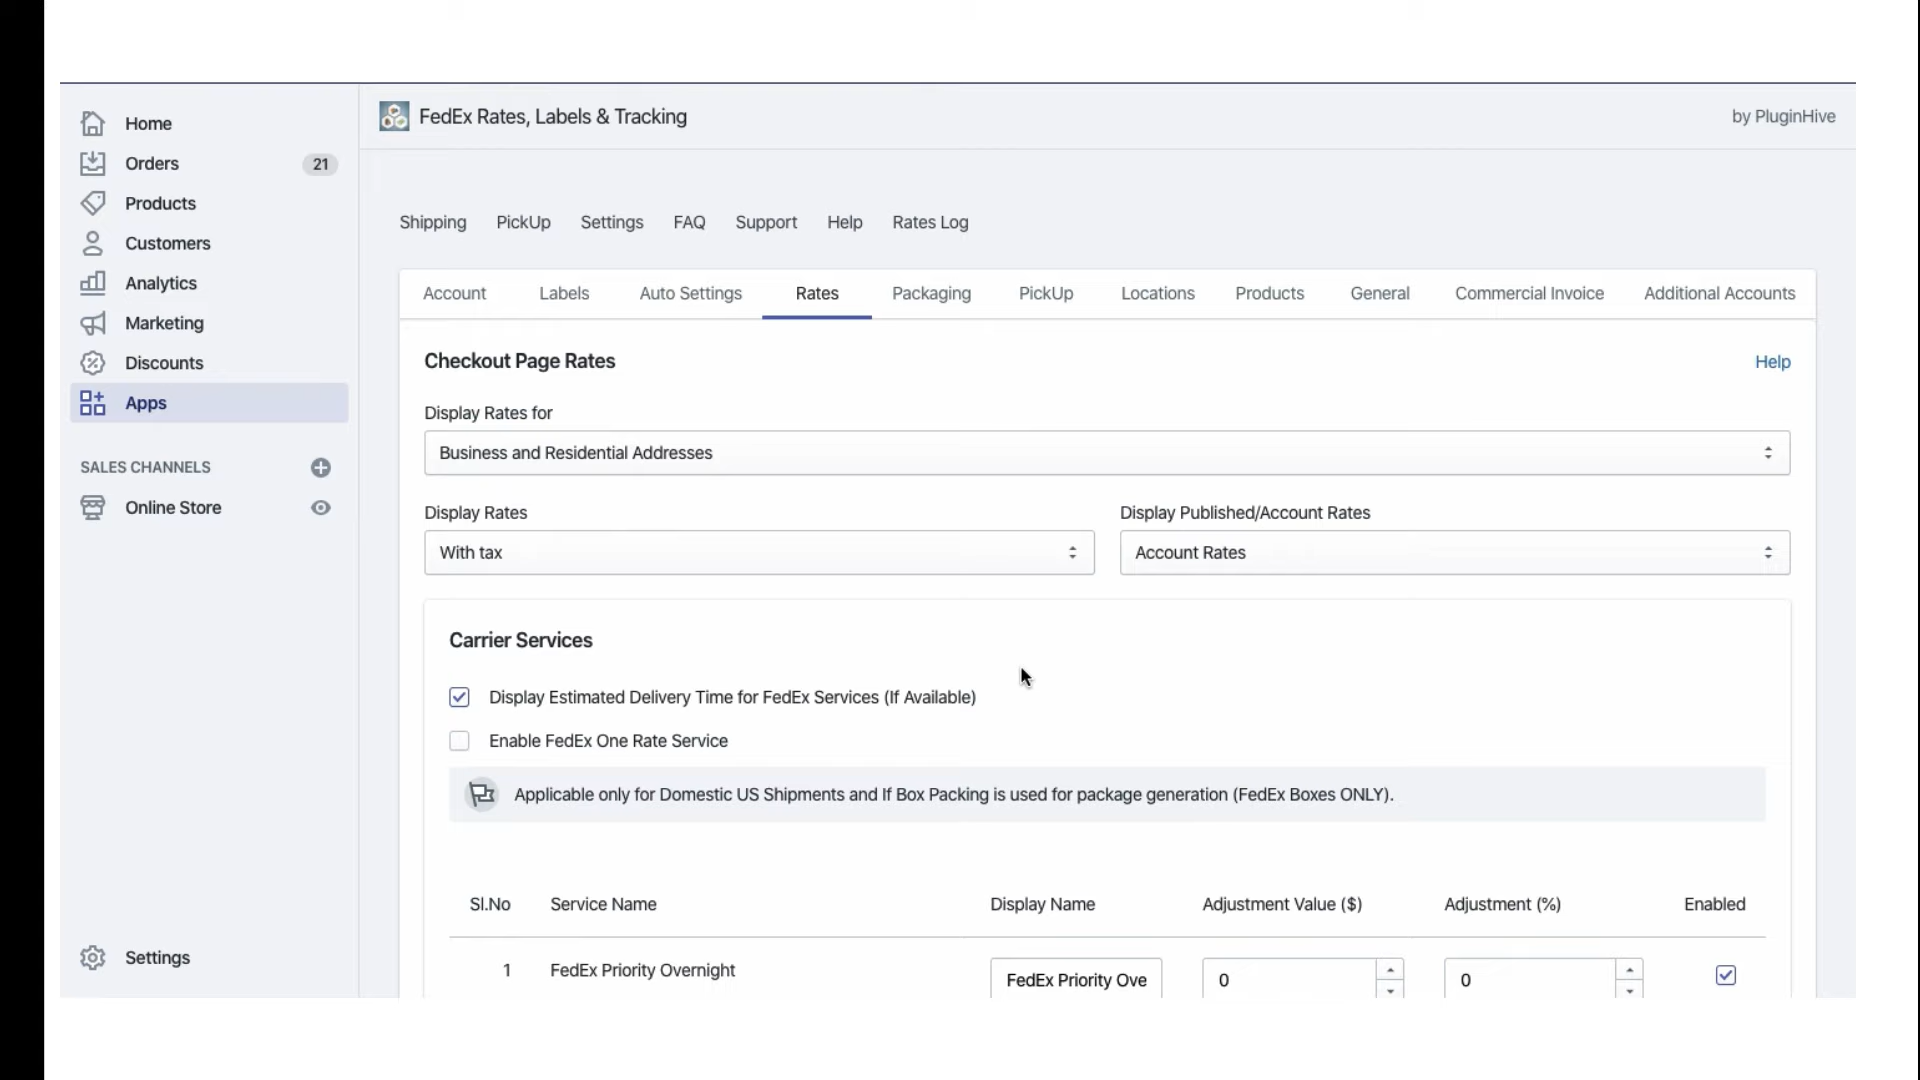 FedEx Rates, Labels & Tracking
by PluginHive
Home
Orders 21
Products
Customers
Analytics
Marketing
Discounts
Apps
SALES CHANNELS
Online Store
Settings
Shipping PickUp Settings FAQ Support Help Rates Log
Account Labels Auto Settings Rates Packaging PickUp Locations Products General Commercial Invoice Additional Accounts
Checkout Page Rates Help
Display Rates for
Business and Residential Addresses
Display Rates Display Published/Account Rates
With tax Account Rates
Carrier Services
Display Estimated Delivery Time for FedEx Services (If Available)
Enable FedEx One Rate Service
Applicable only for Domestic US Shipments and If Box Packing is used for package generation (FedEx Boxes ONLY).
Sl.No Service Name Display Name Adjustment Value ($) Adjustment (%) Enabled
1 FedEx Priority Overnight FedEx Priority Ove 0 0